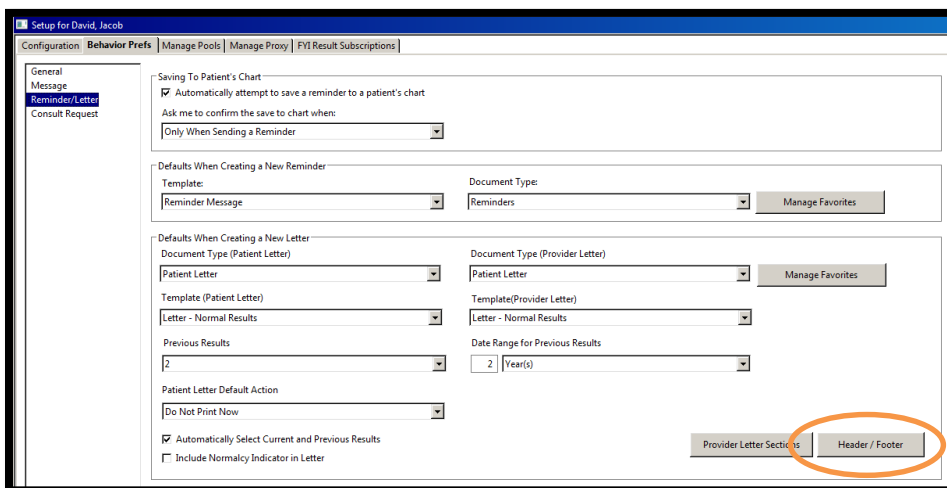 Setup for David, Jacob
Configuration Behavior Prefs Manage Pools Manage Proxy FYI Result Subscriptions
General
Message
Reminder/Letter
Consult Request
Saving To Patient's Chart
Automatically attempt to save a reminder to a patient's chart
Ask me to confirm the save to chart when:
Only When Sending a Reminder
Defaults When Creating a New Reminder
Template: Document Type:
Reminder Message Reminders Manage Favorites
Defaults When Creating a New Letter
Document Type (Patient Letter) Document Type (Provider Letter)
Patient Letter Patient Letter Manage Favorites
Template (Patient Letter) Template(Provider Letter)
Letter - Normal Results Letter - Normal Results
Previous Results Date Range for Previous Results
2 2 Year(s)
Patient Letter Default Action
Do Not Print Now
Automatically Select Current and Previous Results Provider Letter Sections Header / Footer
Include Normalcy Indicator in Letter